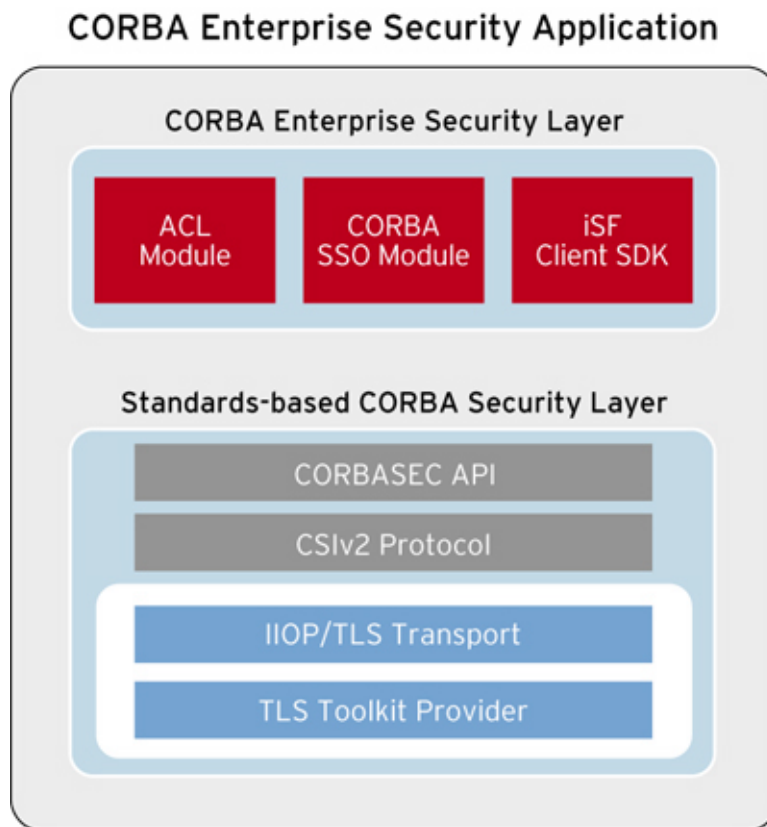 CORBA Enterprise Security Application
CORBA Enterprise Security Layer
ACL
Module
CORBA
SSO Module
iSF
Client SDK
Standards-based CORBA Security Layer
CORBASEC API
CSIv2 Protocol
IIOP/TLS Transport
TLS Toolkit Provider